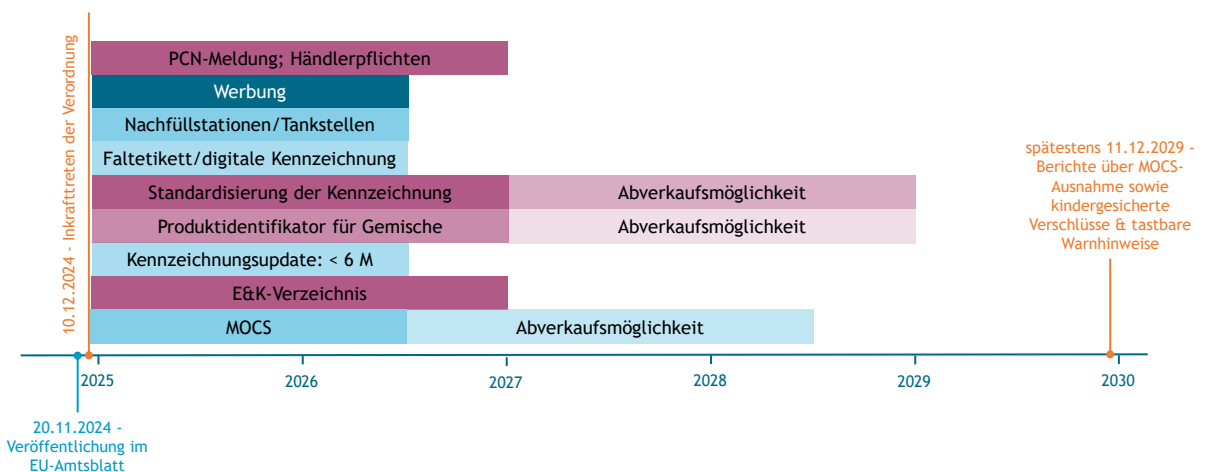 10.12.2024 - Inkrafttreten der Verordnung
PCN-Meldung; Händlerpflichten
Werbung
Nachfüllstationen/Tankstellen
Faltetikett/digitale Kennzeichnung
Standardisierung der Kennzeichnung
Abverkaufsmöglichkeit
Produktidentifikator für Gemische
Abverkaufsmöglichkeit
Kennzeichnungsupdate: < 6 M
E&K-Verzeichnis
MOCS
Abverkaufsmöglichkeit
spätestens 11.12.2029 -
Berichte über MOCS-
Ausnahme sowie
kindergesicherte
Verschlüsse & tastbare
Warnhinweise
2025
2026
2027
2028
2029
2030
20.11.2024 -
Veröffentlichung im
EU-Amtsblatt